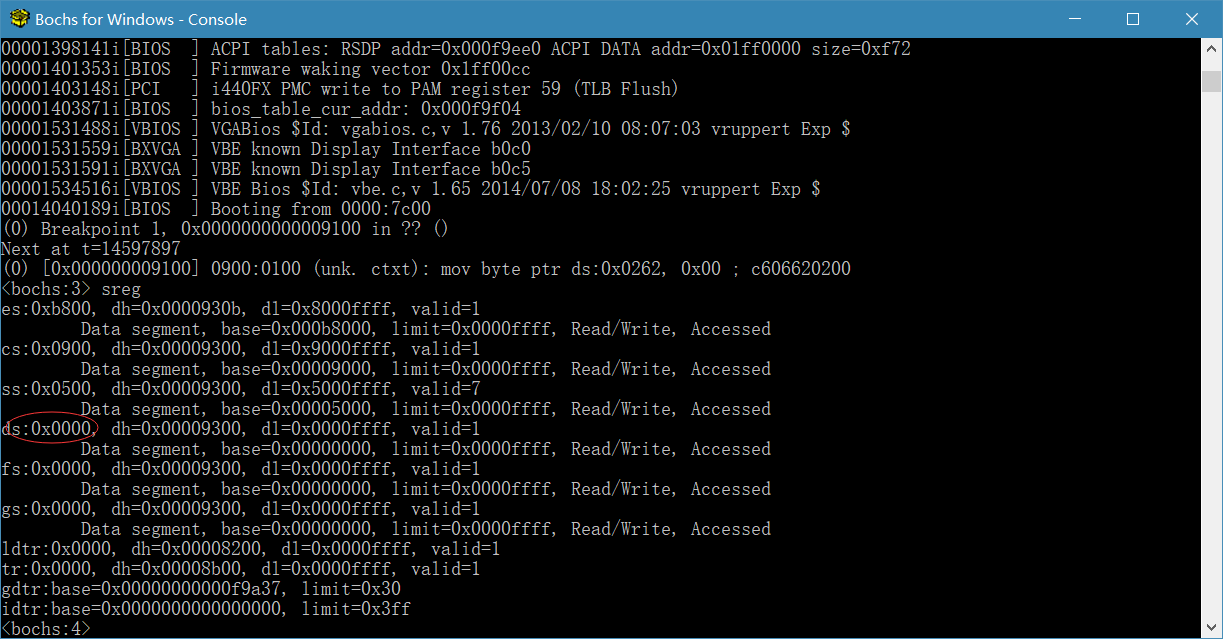 Bochs for Windows - Console
00001398141i[BIOS  ] ACPI tables: RSDP addr=0x000f9ee0 ACPI DATA addr=0x01ff0000 size=0xf72
00001401353i[BIOS  ] Firmware waking vector 0x1ff00cc
00001403148i[PCI   ] i440FX PMC write to PAM register 59 (TLB Flush)
00001403871i[BIOS  ] bios_table_cur_addr: 0x000f9f04
00001531488i[VBIOS ] VGABios $Id: vgabios.c,v 1.76 2013/02/10 08:07:03 vruppert Exp $
00001531559i[BXVGA ] VBE known Display Interface b0c0
00001531591i[BXVGA ] VBE known Display Interface b0c5
00001534516i[VBIOS ] VBE Bios $Id: vbe.c,v 1.65 2014/07/08 18:02:25 vruppert Exp $
00014040189i[BIOS  ] Booting from 0000:7c00
(0) Breakpoint 1, 0x0000000000009100 in ?? ()
Next at t=14597897
(0) [0x000000009100] 0900:0100 (unk. ctxt): mov byte ptr ds:0x0262, 0x00 ; c606620200
<bochs:3> sreg
es:0xb800, dh=0x0000930b, dl=0x8000ffff, valid=1
        Data segment, base=0x000b8000, limit=0x0000ffff, Read/Write, Accessed
cs:0x0900, dh=0x00009300, dl=0x9000ffff, valid=1
        Data segment, base=0x00009000, limit=0x0000ffff, Read/Write, Accessed
ss:0x0500, dh=0x00009300, dl=0x5000ffff, valid=7
        Data segment, base=0x00005000, limit=0x0000ffff, Read/Write, Accessed
ds:0x0000, dh=0x00009300, dl=0x0000ffff, valid=1
        Data segment, base=0x00000000, limit=0x0000ffff, Read/Write, Accessed
fs:0x0000, dh=0x00009300, dl=0x0000ffff, valid=1
        Data segment, base=0x00000000, limit=0x0000ffff, Read/Write, Accessed
gs:0x0000, dh=0x00009300, dl=0x0000ffff, valid=1
        Data segment, base=0x00000000, limit=0x0000ffff, Read/Write, Accessed
ldtr:0x0000, dh=0x00008200, dl=0x0000ffff, valid=1
tr:0x0000, dh=0x00008b00, dl=0x0000ffff, valid=1
gdtr:base=0x00000000000f9a37, limit=0x30
idtr:base=0x0000000000000000, limit=0x3ff
<bochs:4>